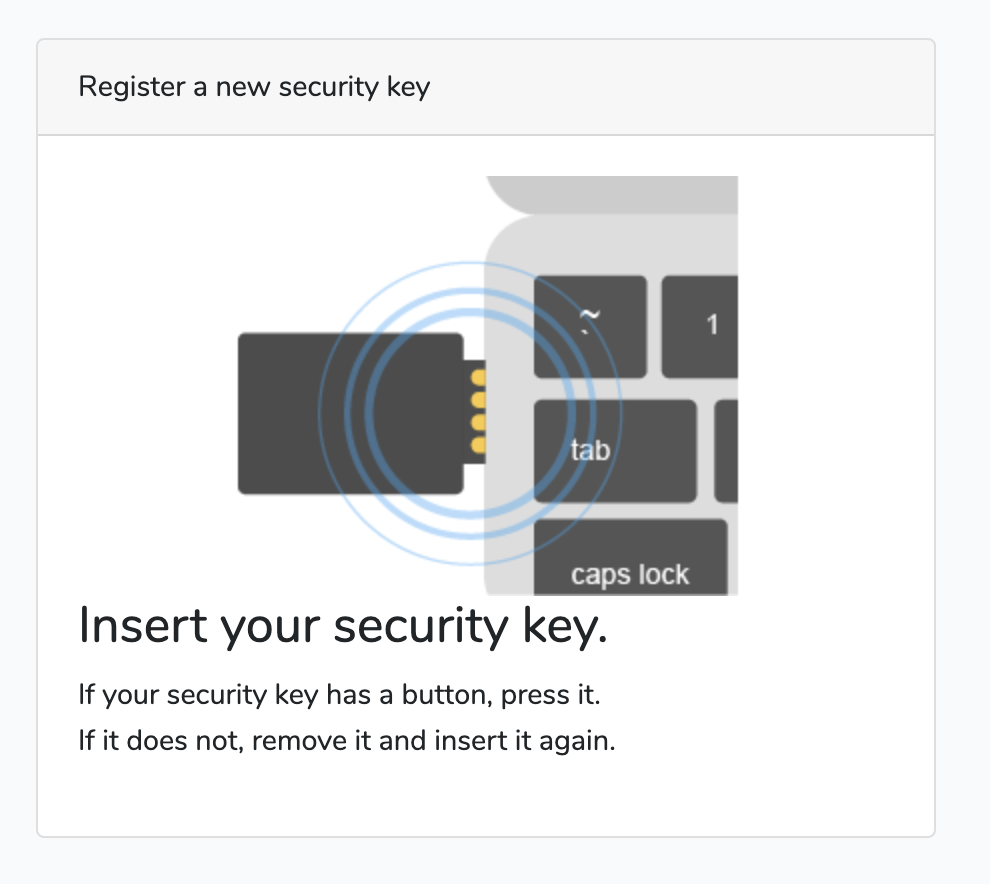 Register a new security key
~ 1
`
tab
caps lock
Insert your security key.
If your security key has a button, press it.
If it does not, remove it and insert it again.